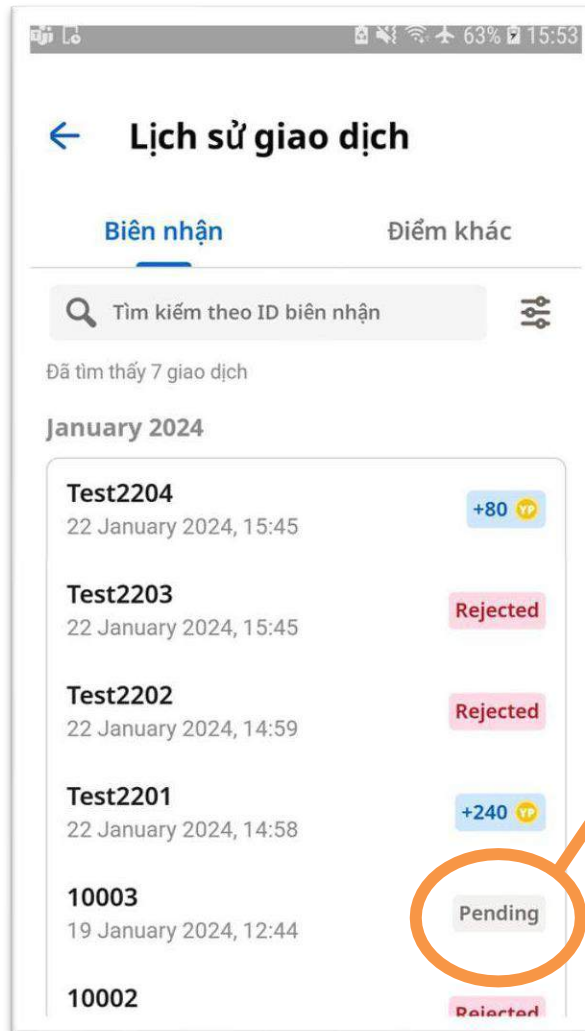 63% 15:53
Lịch sử giao dịch
Biên nhận Điểm khác
Tìm kiếm theo ID biên nhận
Đã tìm thấy 7 giao dịch
January 2024
Test2204
+80 YP
22 January 2024, 15:45
Test2203
Rejected
22 January 2024, 15:45
Test2202
Rejected
22 January 2024, 14:59
Test2201
+240 YP
22 January 2024, 14:58
10003
Pending
19 January 2024, 12:44
10002
Rejected